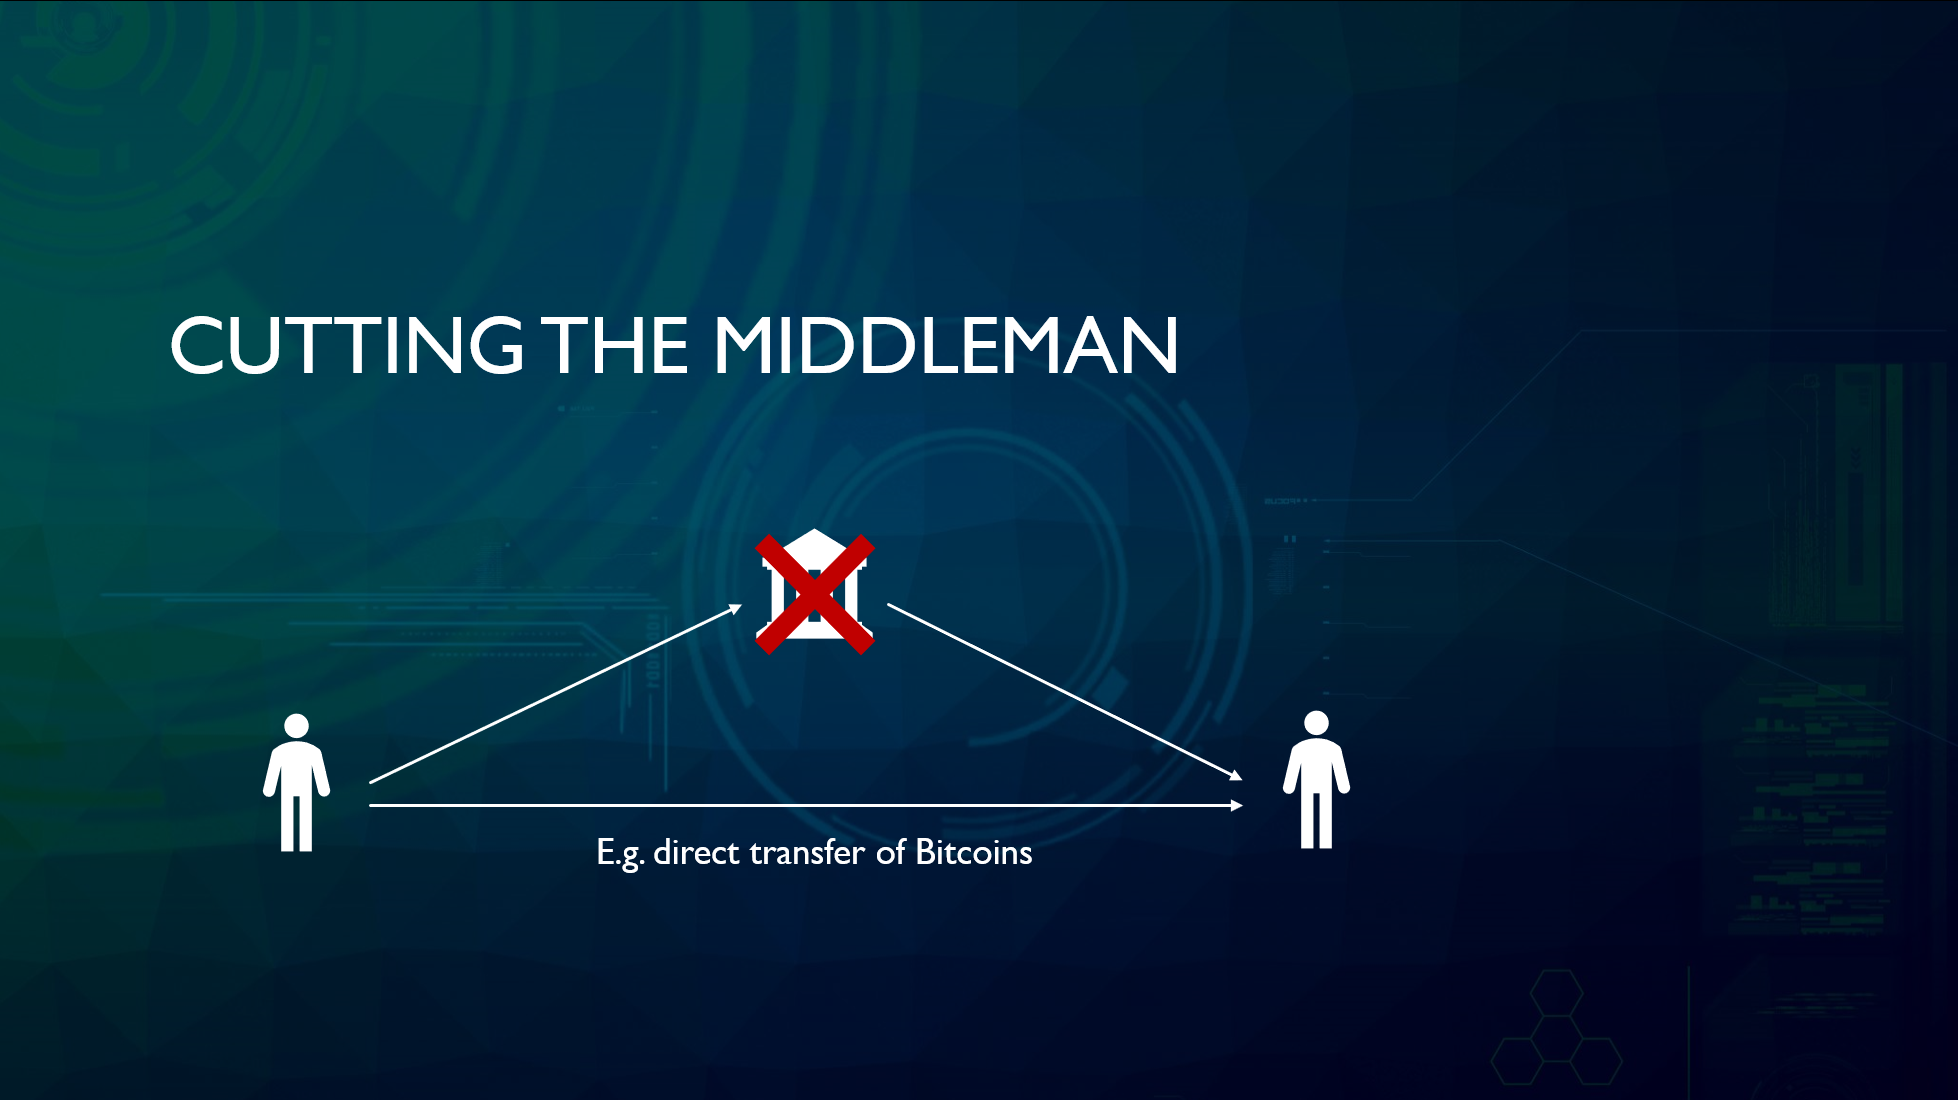 CUTTING THE MIDDLEMAN
E.g. direct transfer of Bitcoins